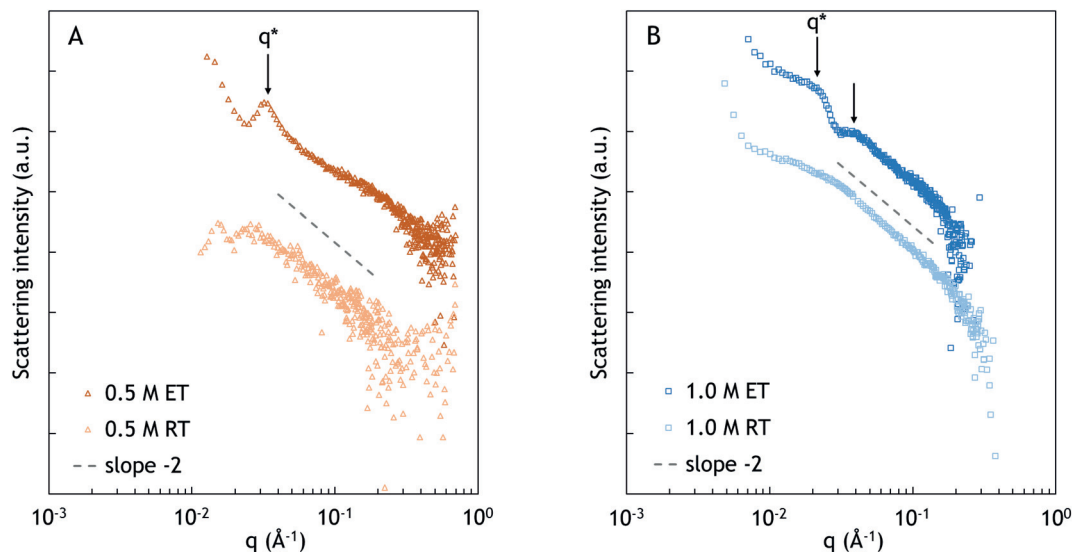 A
q*
Scattering intensity (a.u.)
0.5 M ET
0.5 M RT
slope -2
10⁻³
10⁻²
10⁻¹
10⁰
q (Å⁻¹)
B
q*
Scattering intensity (a.u.)
1.0 M ET
1.0 M RT
slope -2
10⁻³
10⁻²
10⁻¹
10⁰
q (Å⁻¹)